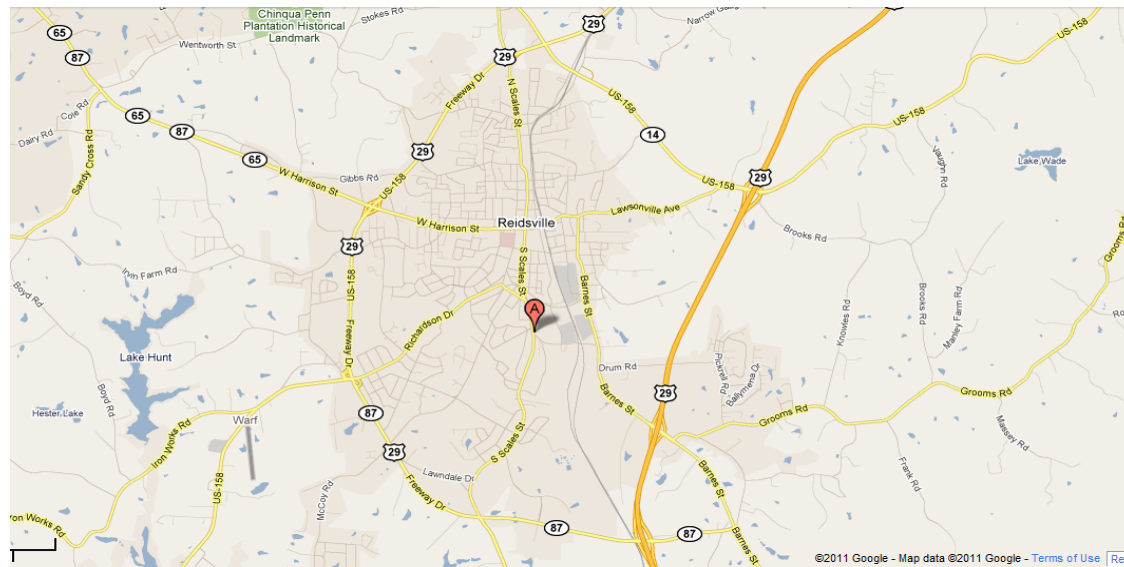 Chinqua Penn
Plantation Historical
Landmark
Stokes Rd
29
Narrow
29
65
87
Wentworth St
29
Freeway Dr
N Scales St
US-158
US-158
Cole Rd
65
87
14
Dairy Rd
Sandy Cross Rd
65
29
Gibbs Rd
W Harrison St
US-158
US-158
29
Vaughn Rd
Lake Wade
W Harrison St
Reidsville
Lawsonville Ave
Brooks Rd
29
S Scales St
Grooms Rd
Irvin Farm Rd
Boyd Rd
US-158
Barnes St
A
Brooks Rd
Manley Farm Rd
Knowles Rd
Richardson Dr
Freeway Dr
Lake Hunt
Drum Rd
Pickrell Rd
Ballymena Dr
Boyd Rd
29
Barnes St
Grooms Rd
Grooms Rd
Hester Lake
Warf
87
Massey Rd
Iron Works Rd
29
S Scales St
Frank Rd
Barnes St
Lawndale Dr
US-158
McCoy Rd
Freeway Dr
87
87
Iron Works Rd
©2011 Google - Map data ©2011 Google - Terms of Use